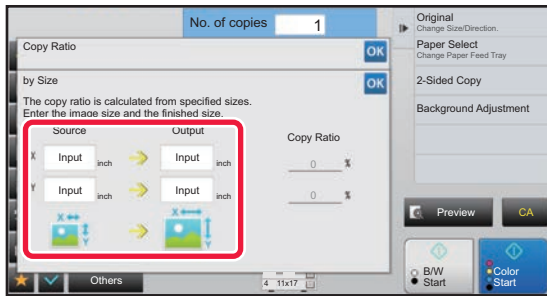 No. of copies 1
Original
Change Size/Direction.
Copy Ratio OK
Paper Select
Change Paper Feed Tray
by Size OK
2-Sided Copy
The copy ratio is calculated from specified sizes.
Enter the image size and the finished size.
Background Adjustment
Source Output
Copy Ratio
X Input inch Input inch 0 %
Y Input inch Input inch 0 %
X X
Y Y
Preview CA
Others
4 11x17
B/W
Start
Color
Start